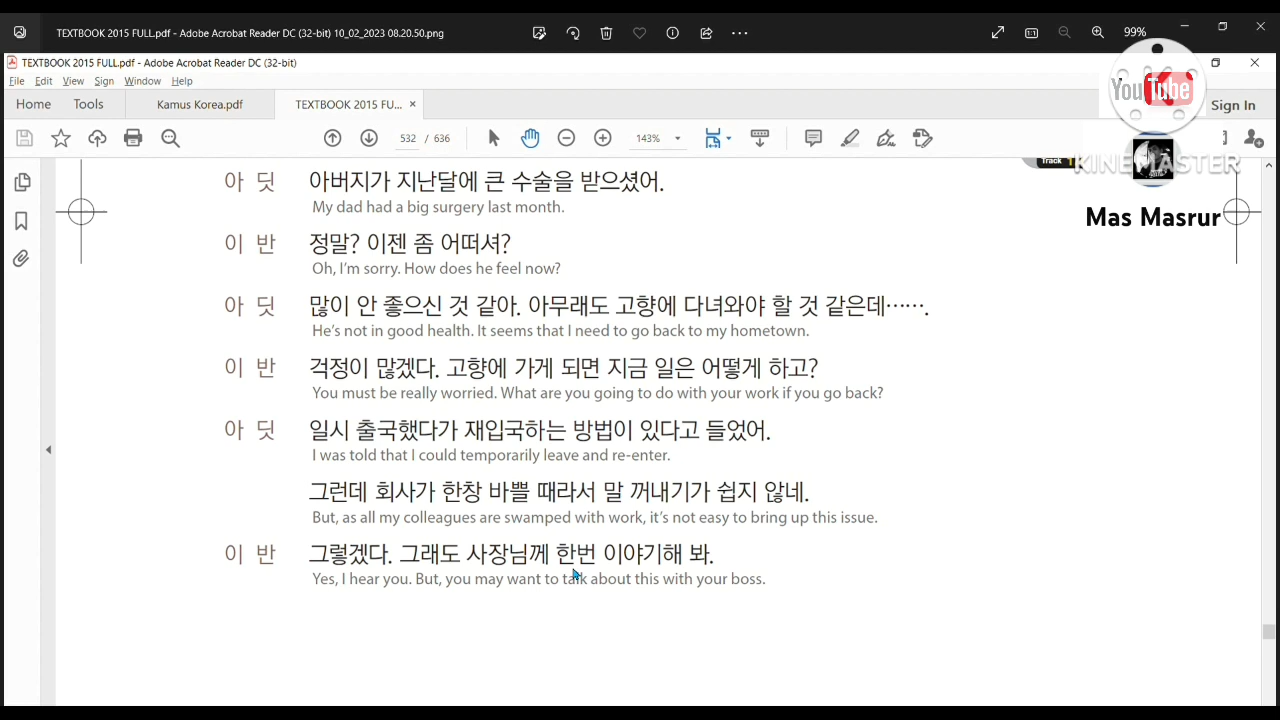 TEXTBOOK 2015 FULL.pdf - Adobe Acrobat Reader DC (32-bit) 10_02_2023 08.20.50.png
99%
TEXTBOOK 2015 FULL.pdf - Adobe Acrobat Reader DC (32-bit)
File Edit View Sign Window Help
YouTube
Home Tools Kamus Korea.pdf TEXTBOOK 2015 FU... × Sign In
532 / 636 143%
Track 1
KINEMASTER
Mas Masrur
아 딧 아버지가 지난달에 큰 수술을 받으셨어.
My dad had a big surgery last month.
이 반 정말? 이젠 좀 어떠셔?
Oh, I'm sorry. How does he feel now?
아 딧 많이 안 좋으신 것 같아. 아무래도 고향에 다녀와야 할 것 같은데…….
He's not in good health. It seems that I need to go back to my hometown.
이 반 걱정이 많겠다. 고향에 가게 되면 지금 일은 어떻게 하고?
You must be really worried. What are you going to do with your work if you go back?
아 딧 일시 출국했다가 재입국하는 방법이 있다고 들었어.
I was told that I could temporarily leave and re-enter.
그런데 회사가 한창 바쁠 때라서 말 꺼내기가 쉽지 않네.
But, as all my colleagues are swamped with work, it's not easy to bring up this issue.
이 반 그렇겠다. 그래도 사장님께 한번 이야기해 봐.
Yes, I hear you. But, you may want to talk about this with your boss.